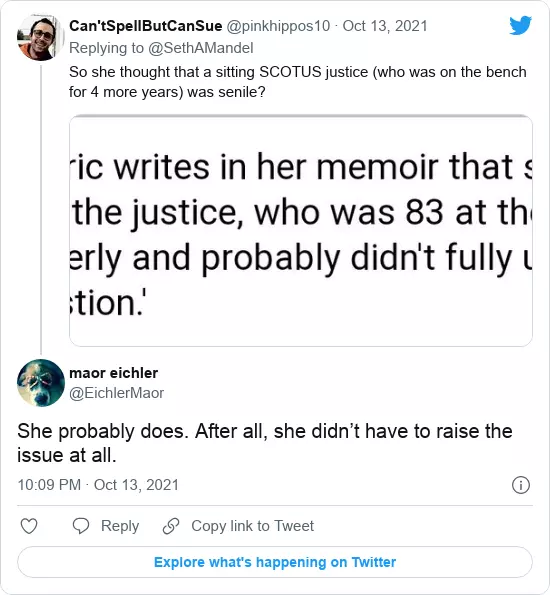 Can'tSpellButCanSue @pinkhippos10 · Oct 13, 2021
Replying to @SethAMandel
So she thought that a sitting SCOTUS justice (who was on the bench
for 4 more years) was senile?
ric writes in her memoir that s
the justice, who was 83 at th
erly and probably didn't fully u
stion.'
maor eichler
@EichlerMaor
She probably does. After all, she didn’t have to raise the
issue at all.
10:09 PM · Oct 13, 2021
Reply Copy link to Tweet
Explore what's happening on Twitter